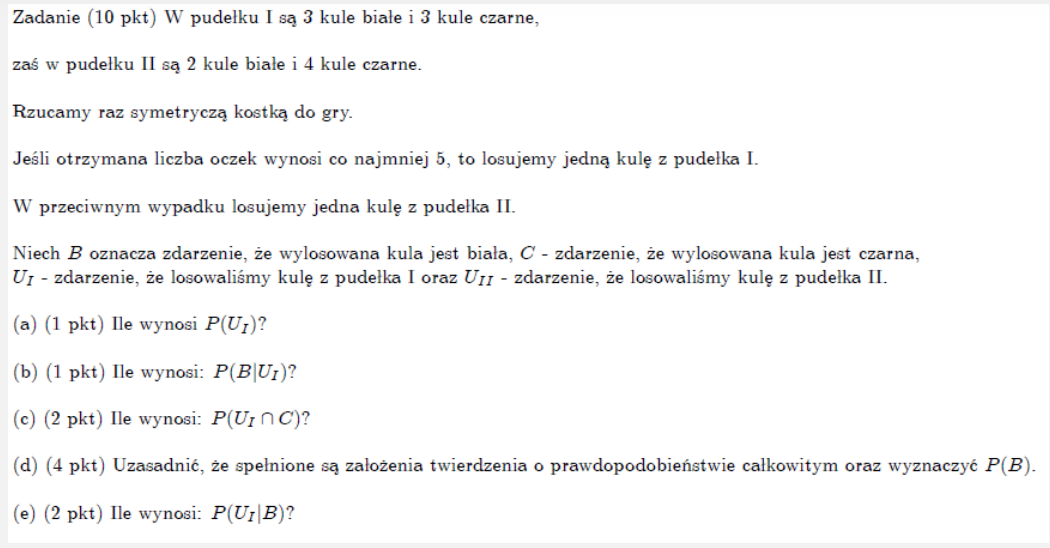 Zadanie (10 pkt) W pudełku I są 3 kule białe i 3 kule czarne,
zaś w pudełku II są 2 kule białe i 4 kule czarne.
Rzucamy raz symetryczą kostką do gry.
Jeśli otrzymana liczba oczek wynosi co najmniej 5, to losujemy jedną kulę z pudełka I.
W przeciwnym wypadku losujemy jedna kulę z pudełka II.
Niech B oznacza zdarzenie, że wylosowana kula jest biała, C - zdarzenie, że wylosowana kula jest czarna,
U_I - zdarzenie, że losowaliśmy kulę z pudełka I oraz U_{II} - zdarzenie, że losowaliśmy kulę z pudełka II.
(a) (1 pkt) Ile wynosi P(U_I)?
(b) (1 pkt) Ile wynosi: P(B|U_I)?
(c) (2 pkt) Ile wynosi: P(U_I ∩ C)?
(d) (4 pkt) Uzasadnić, że spełnione są założenia twierdzenia o prawdopodobieństwie całkowitym oraz wyznaczyć P(B).
(e) (2 pkt) Ile wynosi: P(U_I|B)?